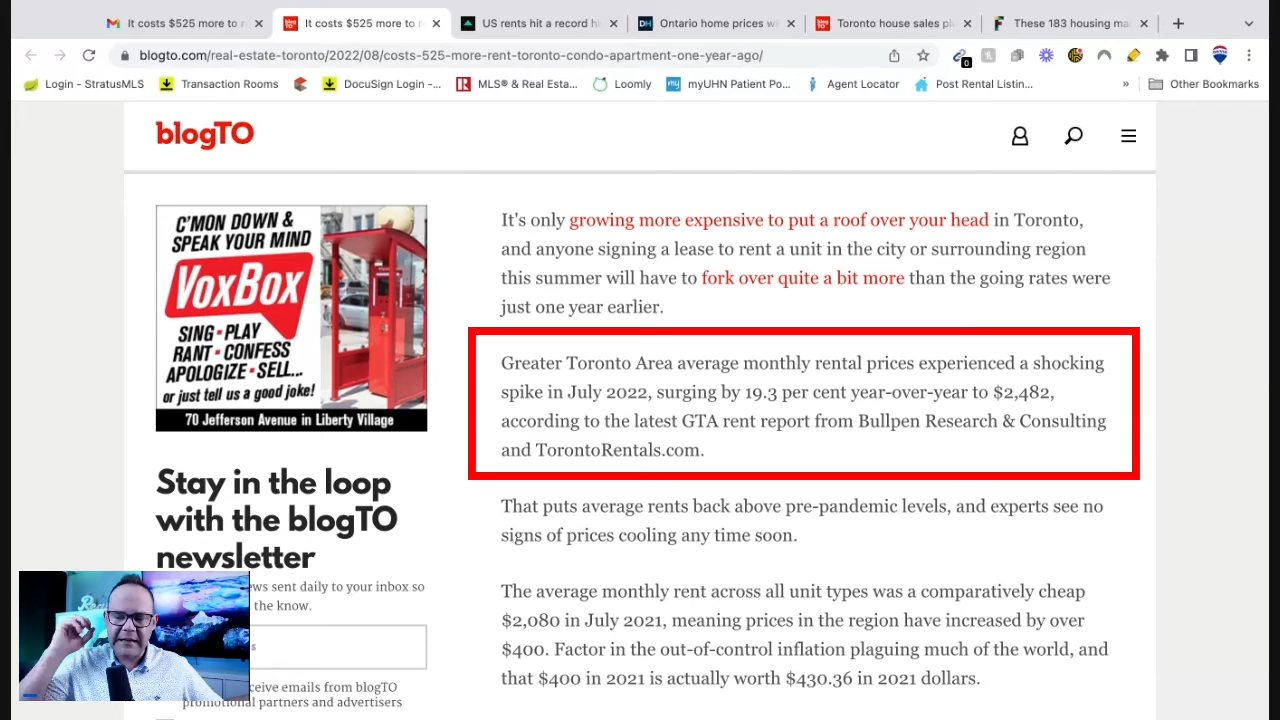 It costs $525 more to r
It costs $525 more to r
US rents hit a record hi
Ontario home prices w
Toronto house sales pl
These 183 housing ma
blogto.com/real-estate-toronto/2022/08/costs-525-more-rent-toronto-condo-apartment-one-year-ago/
0
Login - StratusMLS
Transaction Rooms
DocuSign Login -...
MLS® & Real Esta...
Loomly
myUHN Patient Po...
Agent Locator
Post Rental Listin...
»
Other Bookmarks
blogTO
C'MON DOWN &
SPEAK YOUR MIND
VoxBox
SING • PLAY
RANT • CONFESS
APOLOGIZE • SELL...
or just tell us a good joke!
70 Jefferson Avenue in Liberty Village
Stay in the loop
with the blogTO
newsletter
ws sent daily to your inbox so
the know.
s
ceive emails from blogTO
promotional partners and advertisers
It's only growing more expensive to put a roof over your head in Toronto,
and anyone signing a lease to rent a unit in the city or surrounding region
this summer will have to fork over quite a bit more than the going rates were
just one year earlier.
Greater Toronto Area average monthly rental prices experienced a shocking
spike in July 2022, surging by 19.3 per cent year-over-year to $2,482,
according to the latest GTA rent report from Bullpen Research & Consulting
and TorontoRentals.com.
That puts average rents back above pre-pandemic levels, and experts see no
signs of prices cooling any time soon.
The average monthly rent across all unit types was a comparatively cheap
$2,080 in July 2021, meaning prices in the region have increased by over
$400. Factor in the out-of-control inflation plaguing much of the world, and
that $400 in 2021 is actually worth $430.36 in 2021 dollars.